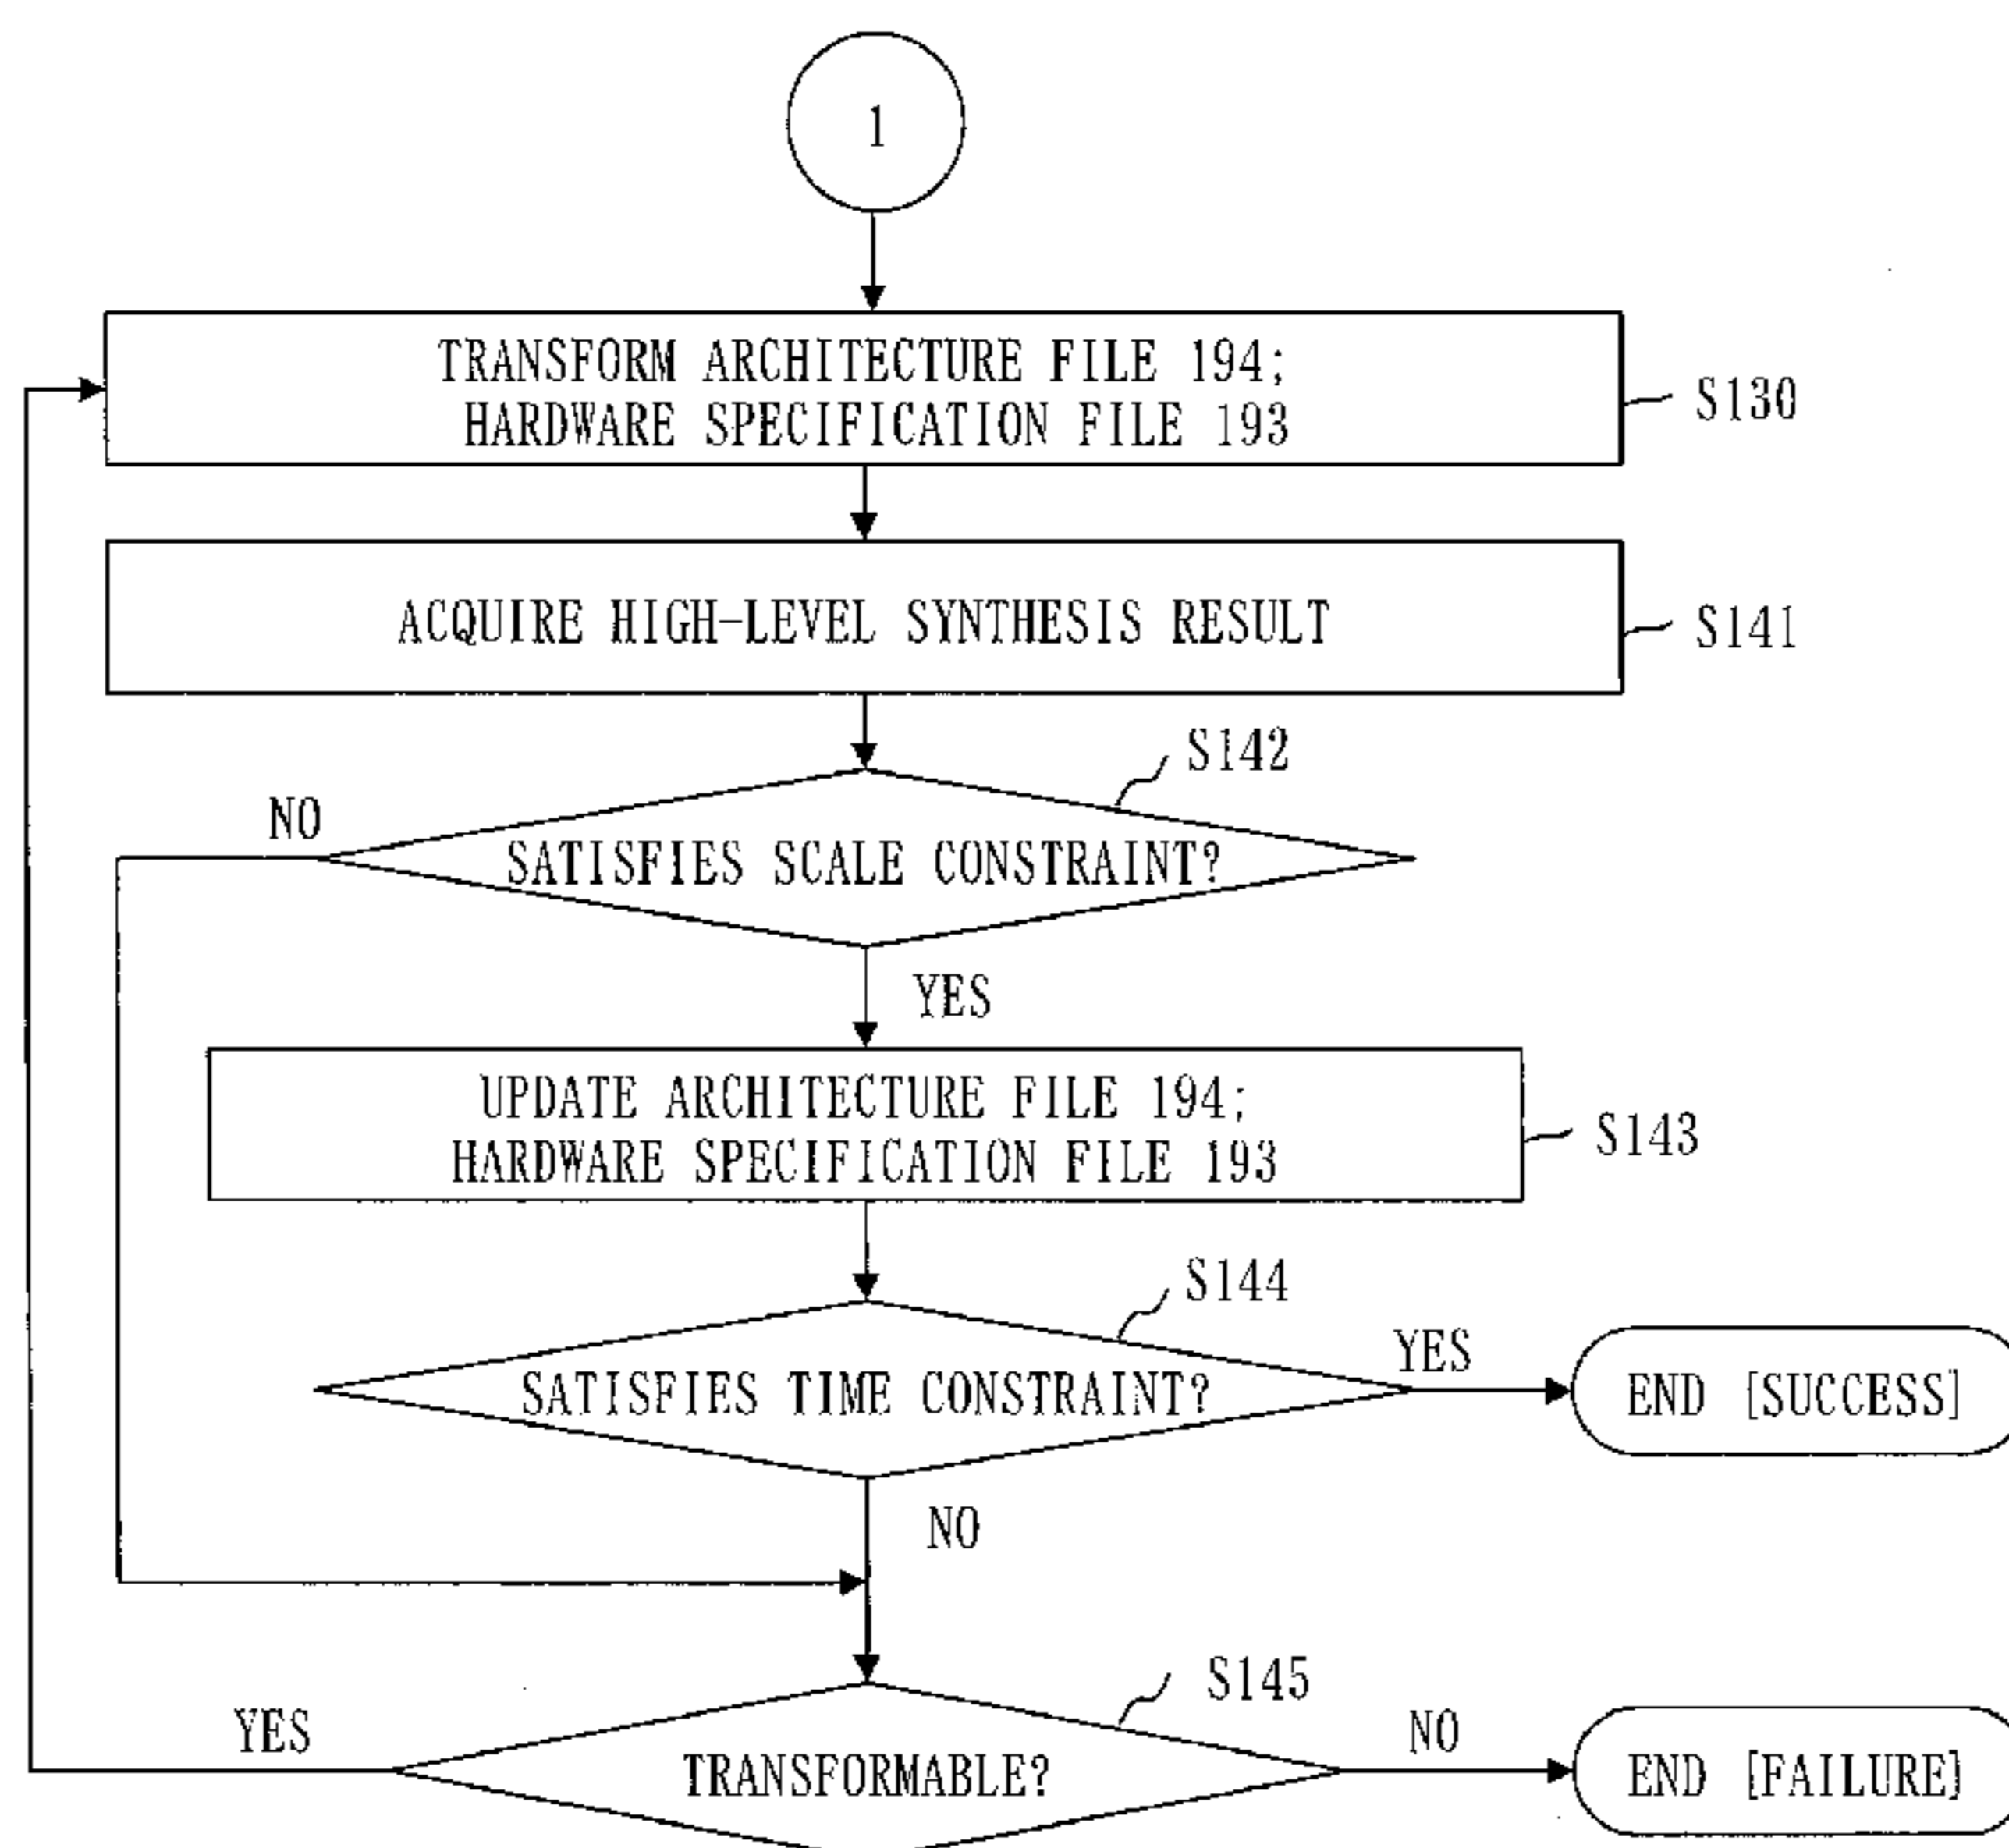 1
TRANSFORM ARCHITECTURE FILE 194;
HARDWARE SPECIFICATION FILE 193
S130
ACQUIRE HIGH-LEVEL SYNTHESIS RESULT
S141
S142
NO
SATISFIES SCALE CONSTRAINT?
YES
UPDATE ARCHITECTURE FILE 194;
HARDWARE SPECIFICATION FILE 193
S143
S144
SATISFIES TIME CONSTRAINT?
YES
END [SUCCESS]
NO
S145
YES
TRANSFORMABLE?
NO
END [FAILURE]